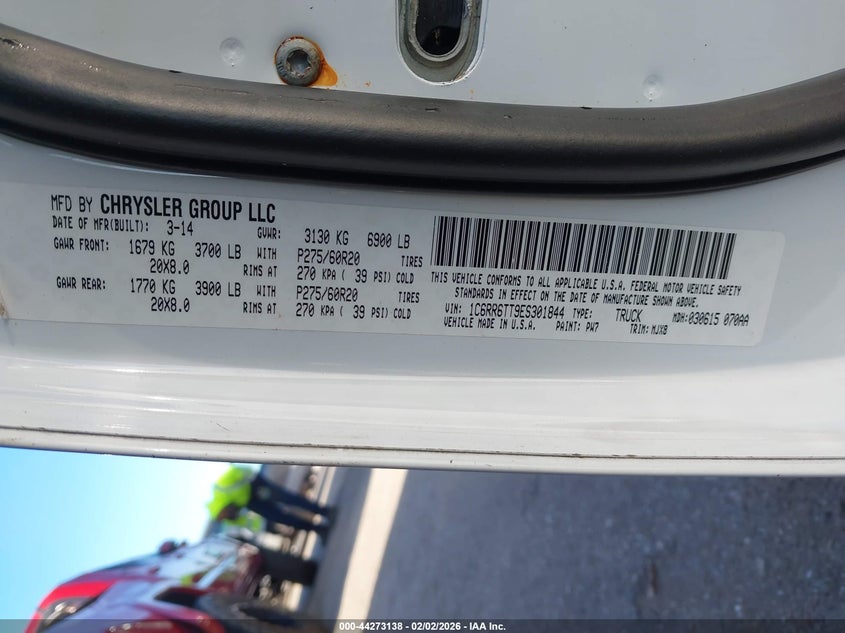 MFD BY CHRYSLER GROUP LLC
DATE OF MFR(BUILT): 3-14 GVWR: 3130 KG 6900 LB
GAWR FRONT: 1679 KG 3700 LB WITH P275/60R20 TIRES
20X8.0 RIMS AT 270 KPA ( 39 PSI) COLD
GAWR REAR: 1770 KG 3900 LB WITH P275/60R20 TIRES
20X8.0 RIMS AT 270 KPA ( 39 PSI) COLD
THIS VEHICLE CONFORMS TO ALL APPLICABLE U.S.A. FEDERAL MOTOR VEHICLE SAFETY
STANDARDS IN EFFECT ON THE DATE OF MANUFACTURE SHOWN ABOVE.
VIN: 1C6RR6TT9ES301844 TYPE: TRUCK MDH: 030615 070AA
VEHICLE MADE IN U.S.A. PAINT: PW7 TRIM: MJX8
000-44273138 - 02/02/2026 - IAA Inc.